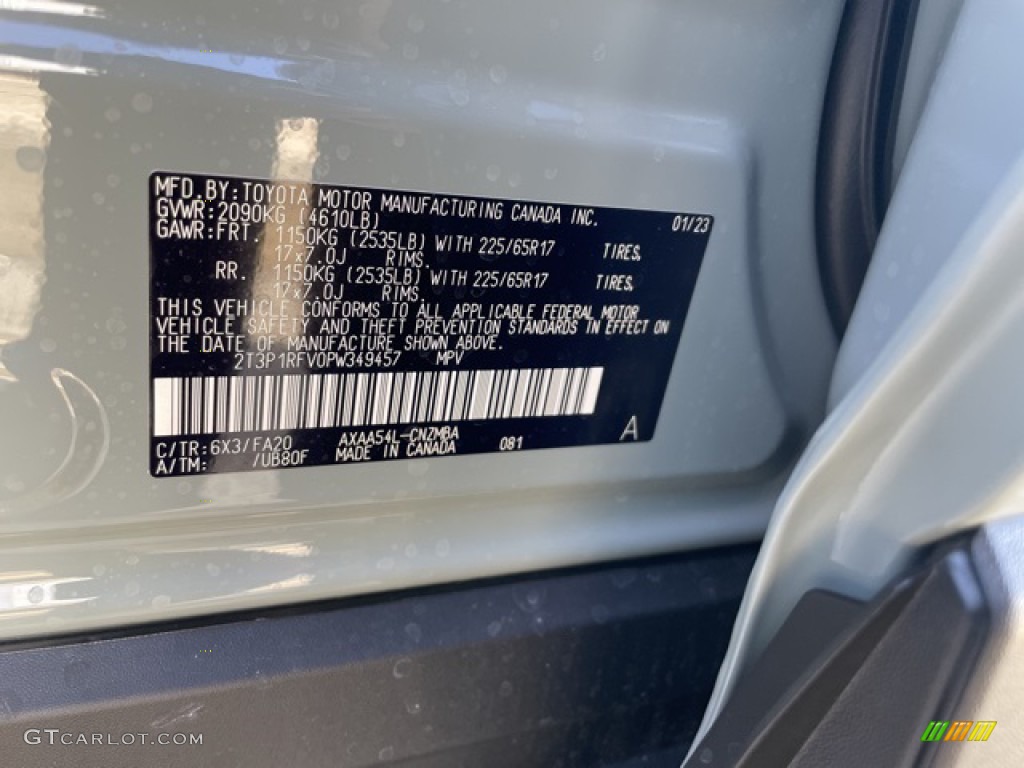 MFD.BY:TOYOTA MOTOR MANUFACTURING CANADA INC. 01/23
GVWR:2090KG (4610LB)
GAWR:FRT. 1150KG (2535LB) WITH 225/65R17 TIRES,
17x7.0J RIMS.
RR. 1150KG (2535LB) WITH 225/65R17 TIRES,
17x7.0J RIMS.
THIS VEHICLE CONFORMS TO ALL APPLICABLE FEDERAL MOTOR
VEHICLE SAFETY AND THEFT PREVENTION STANDARDS IN EFFECT ON
THE DATE OF MANUFACTURE SHOWN ABOVE.
2T3P1RFV0PW349457 MPV
C/TR:6X3/FA20 AXAA54L-CNZMBA 081 A
A/TM: /UB80F MADE IN CANADA
GTCARLOT.COM